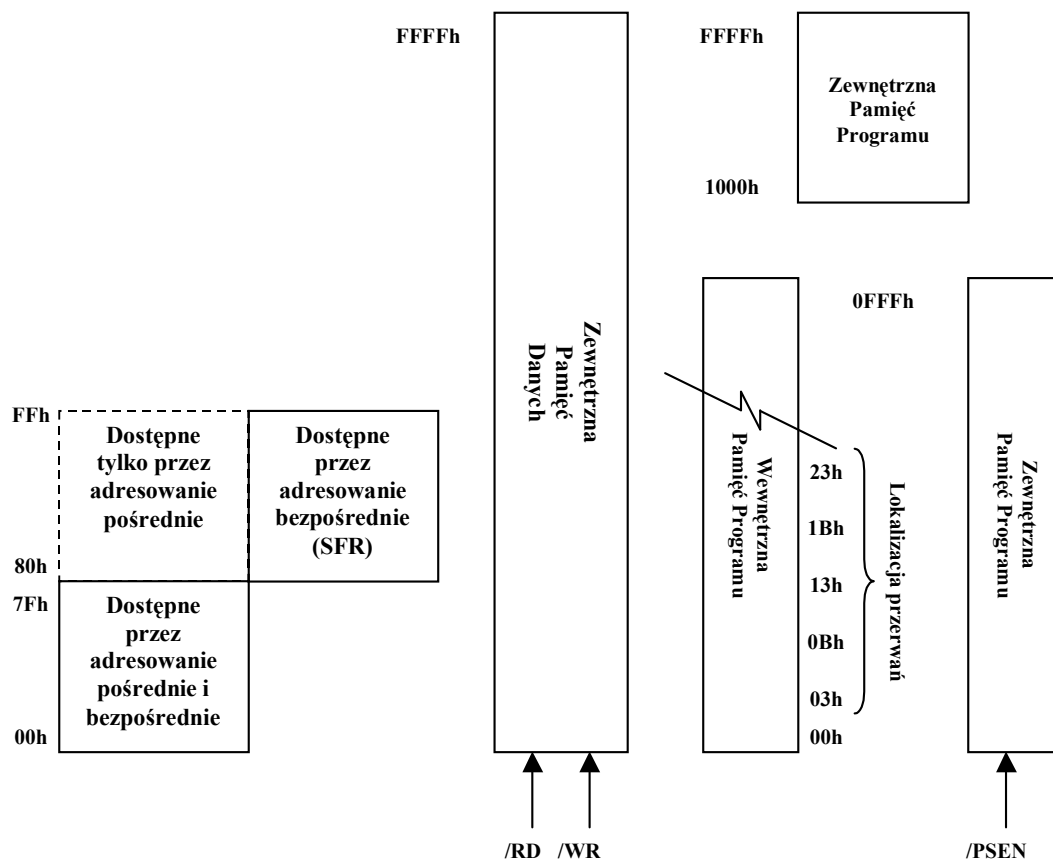 FFFFh
FFFFh
Zewnętrzna
Pamięć
Programu
1000h
0FFFh
Zewnętrzna
Pamięć
Danych
FFh
Dostępne
tylko przez
adresowanie
pośrednie
80h
Dostępne
przez
adresowanie
bezpośrednie
(SFR)
7Fh
Dostępne
przez
adresowanie
pośrednie i
bezpośrednie
00h
Wewnętrzna
Pamięć Programu
23h
1Bh
13h
0Bh
03h
00h
Lokalizacja przerwań
Zewnętrzna
Pamięć Programu
/RD /WR
/PSEN